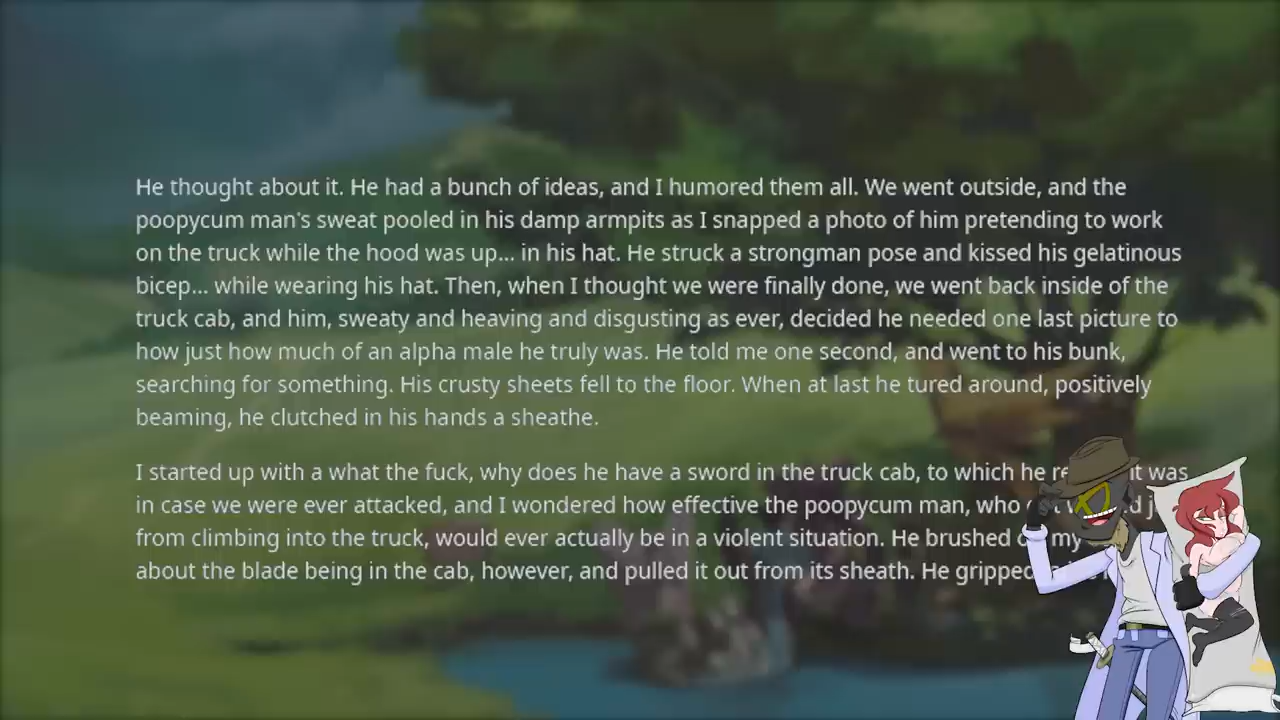 He thought about it. He had a bunch of ideas, and I humored them all. We went outside, and the
poopycum man's sweat pooled in his damp armpits as I snapped a photo of him pretending to work
on the truck while the hood was up... in his hat. He struck a strongman pose and kissed his gelatinous
bicep... while wearing his hat. Then, when I thought we were finally done, we went back inside of the
truck cab, and him, sweaty and heaving and disgusting as ever, decided he needed one last picture to
how just how much of an alpha male he truly was. He told me one second, and went to his bunk,
searching for something. His crusty sheets fell to the floor. When at last he tured around, positively
beaming, he clutched in his hands a sheathe.
I started up with a what the fuck, why does he have a sword in the truck cab, to which he it was
in case we were ever attacked, and I wondered how effective the poopycum man, who
from climbing into the truck, would ever actually be in a violent situation. He brushed my
about the blade being in the cab, however, and pulled it out from its sheath. He gripped